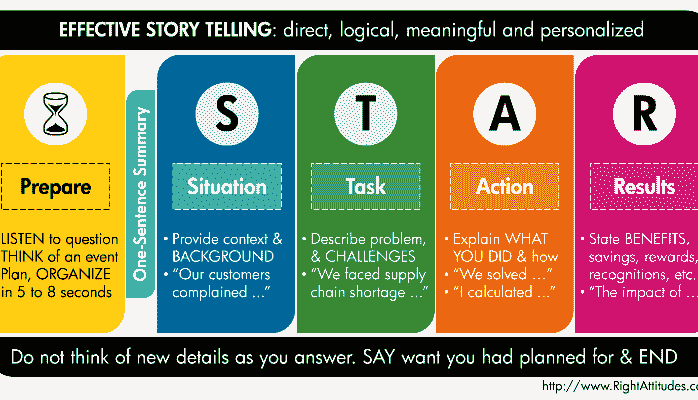 EFFECTIVE STORY TELLING: direct, logical, meaningful and personalized
Prepare
LISTEN to question
THINK of an event
Plan, ORGANIZE
in 5 to 8 seconds
One-Sentence Summary
S
Situation
• Provide context &
BACKGROUND
• “Our customers
complained ...”
T
Task
• Describe problem,
& CHALLENGES
• “We faced supply
chain shortage ...”
A
Action
• Explain WHAT
YOU DID & how
• “We solved ...”
• “I calculated ...”
R
Results
• State BENEFITS,
savings, rewards,
recognitions, etc.
• “The impact of ...
Do not think of new details as you answer. SAY want you had planned for & END
http://www.RightAttitudes.co